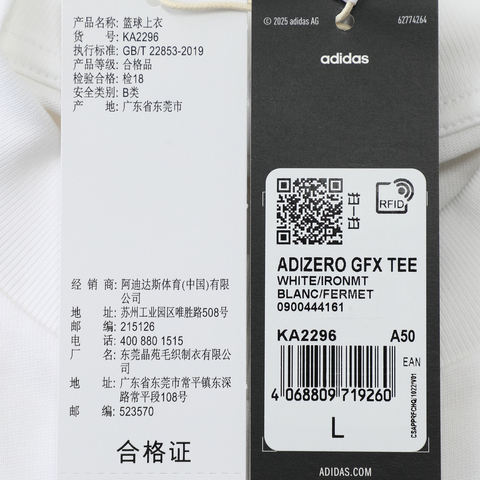 产品名称: 篮球上衣
货 号: KA2296
执行标准: GB/T 22853-2019
产品等级: 合格品
检验合格: 检18
安全类别: B类
产 地: 广东省东莞市
经 销 商: 阿迪达斯体育(中国)有限
公司
地 址: 苏州工业园区唯胜路508号
邮 编: 215126
电 话: 400 880 1515
厂 名: 东莞晶苑毛织制衣有限公
司
地 址: 广东省东莞市常平镇东深
路常平段108号
邮 编: 523570
合格证
© 2025 adidas AG
62774264
adidas
RFID
ADIZERO GFX TEE
WHITE/IRONMT
BLANC/FERMET
0900444161
KA2296 A50
EAN
4 068809 719260
L
ADIDAS.COM